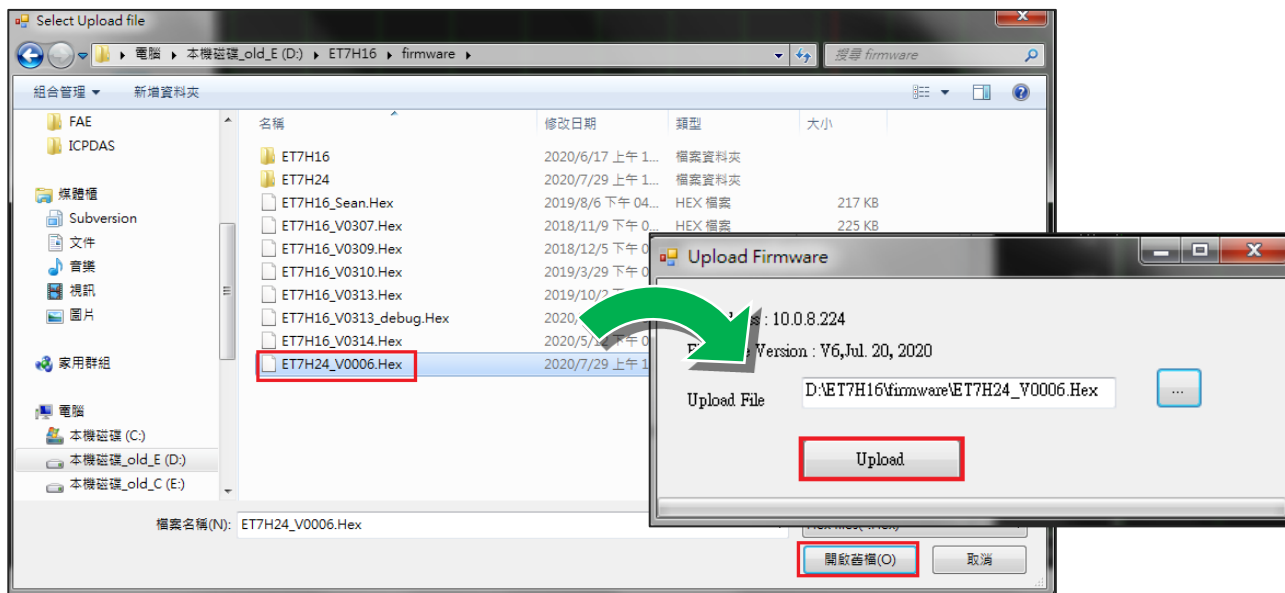 Select Upload file
電腦 本機磁碟_old_E (D:) ET7H16 firmware
搜尋 firmware
組合管理 新增資料夾
FAE
ICPDAS
媒體櫃
Subversion
文件
音樂
視訊
圖片
家用群組
電腦
本機磁碟 (C:)
本機磁碟_old_E (D:)
本機磁碟_old_C (E:)
名稱 修改日期 類型 大小
ET7H16 2020/6/17 上午 1... 檔案資料夾
ET7H24 2020/7/29 上午 1... 檔案資料夾
ET7H16_Sean.Hex 2019/8/6 下午 04... HEX 檔案 217 KB
ET7H16_V0307.Hex 2018/11/9 下午 0... HEX 檔案 225 KB
ET7H16_V0309.Hex 2018/12/5 下午 0
ET7H16_V0310.Hex 2019/3/29 下午 0
ET7H16_V0313.Hex 2019/10/2
ET7H16_V0313_debug.Hex 2020/
ET7H16_V0314.Hex 2020/5/12 下午 0
ET7H24_V0006.Hex 2020/7/29 上午 1
檔案名稱(N): ET7H24_V0006.Hex
開啟舊檔(O) 取消
Upload Firmware
: 10.0.8.224
Version : V6,Jul. 20, 2020
Upload File D:\ET7H16\firmware\ET7H24_V0006.Hex ...
Upload